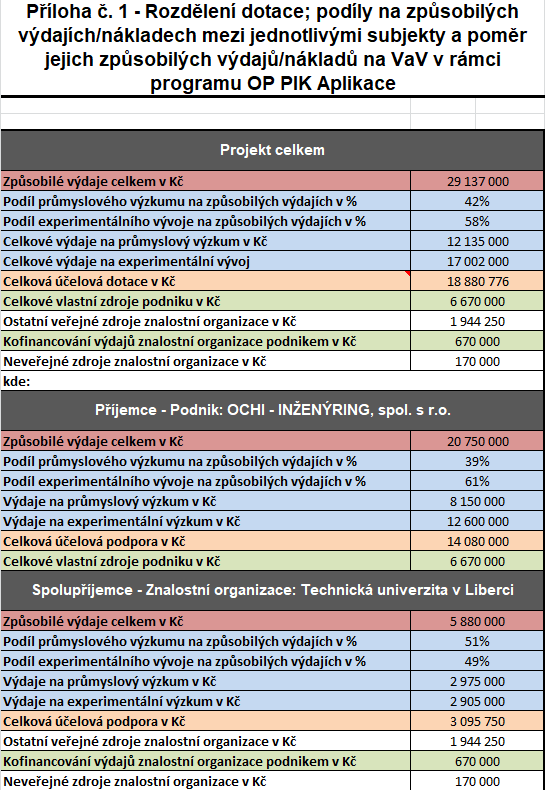 Příloha č. 1 - Rozdělení dotace; podíly na způsobilých
výdajích/nákladech mezi jednotlivými subjekty a poměr
jejich způsobilých výdajů/nákladů na VaV v rámci
programu OP PIK Aplikace
Projekt celkem
Způsobilé výdaje celkem v Kč 29 137 000
Podíl průmyslového výzkumu na způsobilých výdajích v % 42%
Podíl experimentálního vývoje na způsobilých výdajích v % 58%
Celkové výdaje na průmyslový výzkum v Kč 12 135 000
Celkové výdaje na experimentální vývoj 17 002 000
Celková účelová dotace v Kč 18 880 776
Celkové vlastní zdroje podniku v Kč 6 670 000
Ostatní veřejné zdroje znalostní organizace v Kč 1 944 250
Kofinancování výdajů znalostní organizace podnikem v Kč 670 000
Neveřejné zdroje znalostní organizace v Kč 170 000
kde:
Příjemce - Podnik: OCHI - INŽENÝRING, spol. s r.o.
Způsobilé výdaje celkem v Kč 20 750 000
Podíl průmyslového výzkumu na způsobilých výdajích v % 39%
Podíl experimentálního vývoje na způsobilých výdajích v % 61%
Výdaje na průmyslový výzkum v Kč 8 150 000
Výdaje na experimentální výzkum v Kč 12 600 000
Celková účelová podpora v Kč 14 080 000
Celkové vlastní zdroje podniku v Kč 6 670 000
Spolupříjemce - Znalostní organizace: Technická univerzita v Liberci
Způsobilé výdaje celkem v Kč 5 880 000
Podíl průmyslového výzkumu na způsobilých výdajích v % 51%
Podíl experimentálního vývoje na způsobilých výdajích v % 49%
Výdaje na průmyslový výzkum v Kč 2 975 000
Výdaje na experimentální výzkum v Kč 2 905 000
Celková účelová podpora v Kč 3 095 750
Ostatní veřejné zdroje znalostní organizace v Kč 1 944 250
Kofinancování výdajů znalostní organizace podnikem v Kč 670 000
Neveřejné zdroje znalostní organizace v Kč 170 000